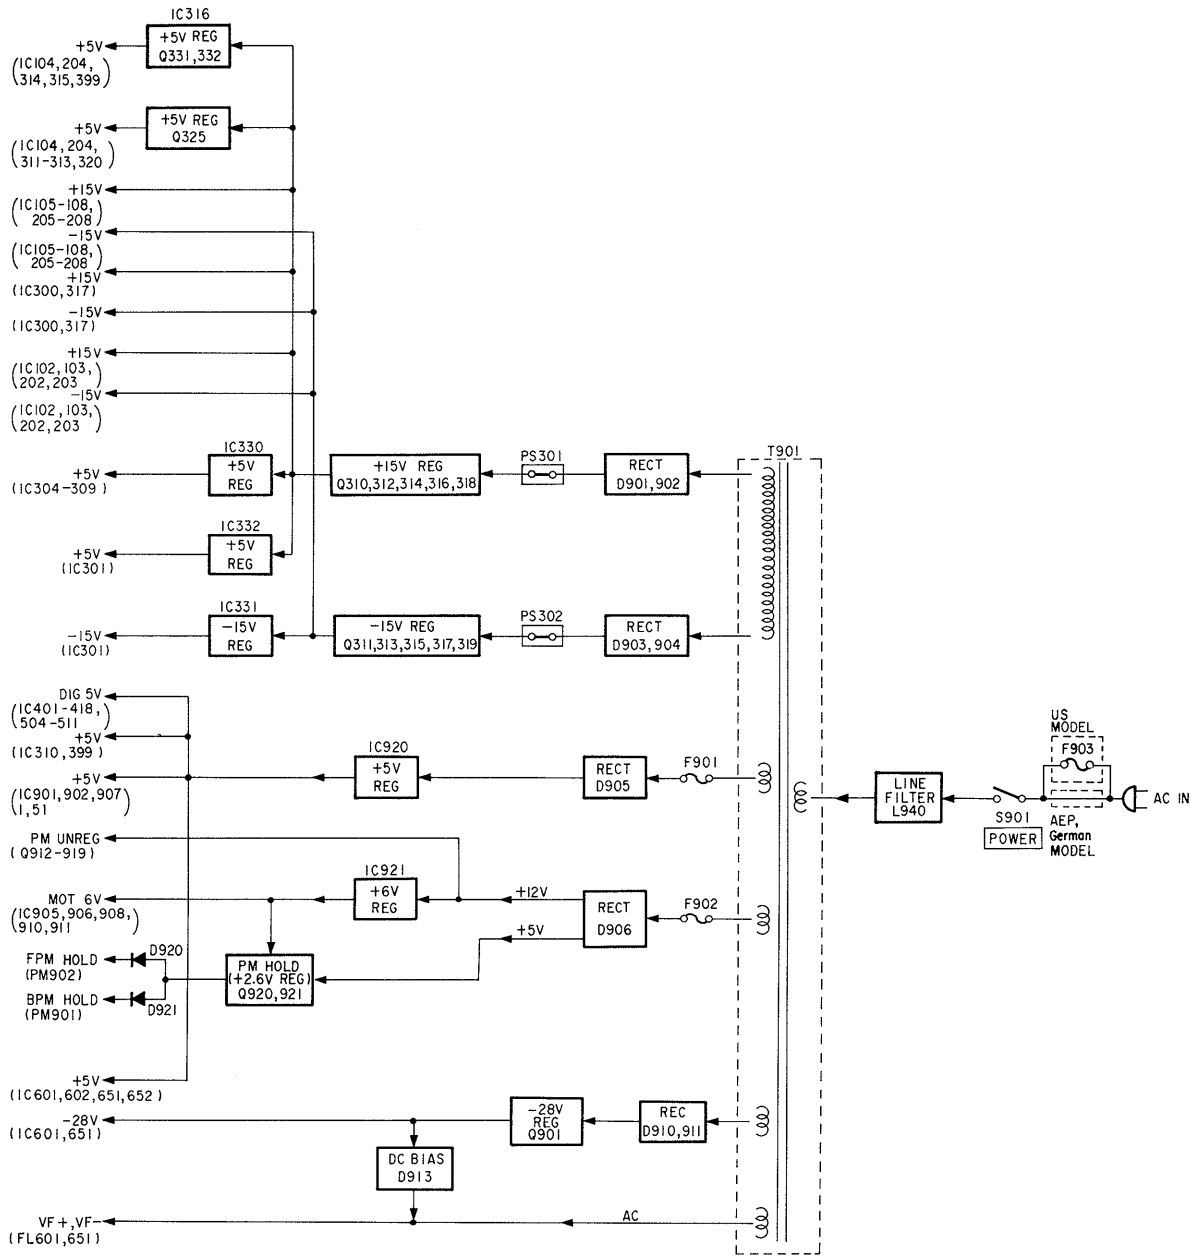 IC316
+5V REG
Q331,332
+5V
(IC104,204,
314,315,399)
+5V REG
Q325
+5V
(IC104,204,
311-313,320)
+15V
(IC105-108,
205-208)
-15V
(IC105-108,
205-208)
+15V
(IC300,317)
-15V
(IC300,317)
+15V
(IC102,103,
202,203)
-15V
(IC102,103,
202,203)
IC330
+5V
REG
+5V
(IC304-309)
+15V REG
Q310,312,314,316,318
PS301
RECT
D901,902
T901
IC332
+5V
REG
+5V
(IC301)
IC331
-15V
REG
-15V
(IC301)
-15V REG
Q311,313,315,317,319
PS302
RECT
D903,904
DIG 5V
(IC401-418,
504-511)
+5V
(IC310,399)
+5V
(IC901,902,907
1,51)
IC920
+5V
REG
RECT
D905
F901
LINE
FILTER
L940
S901
POWER
US
MODEL
F903
AC IN
AEP,
German
MODEL
PM UNREG
(Q912-919)
MOT 6V
(IC905,906,908,
910,911)
IC921
+6V
REG
+12V
+5V
RECT
D906
F902
FPM HOLD
(PM902)
D920
BPM HOLD
(PM901)
D921
PM HOLD
(+2.6V REG)
Q920,921
+5V
(IC601,602,651,652)
-28V
(IC601,651)
-28V
REG
Q901
REC
D910,911
DC BIAS
D913
VF+,VF-
(FL601,651)
AC